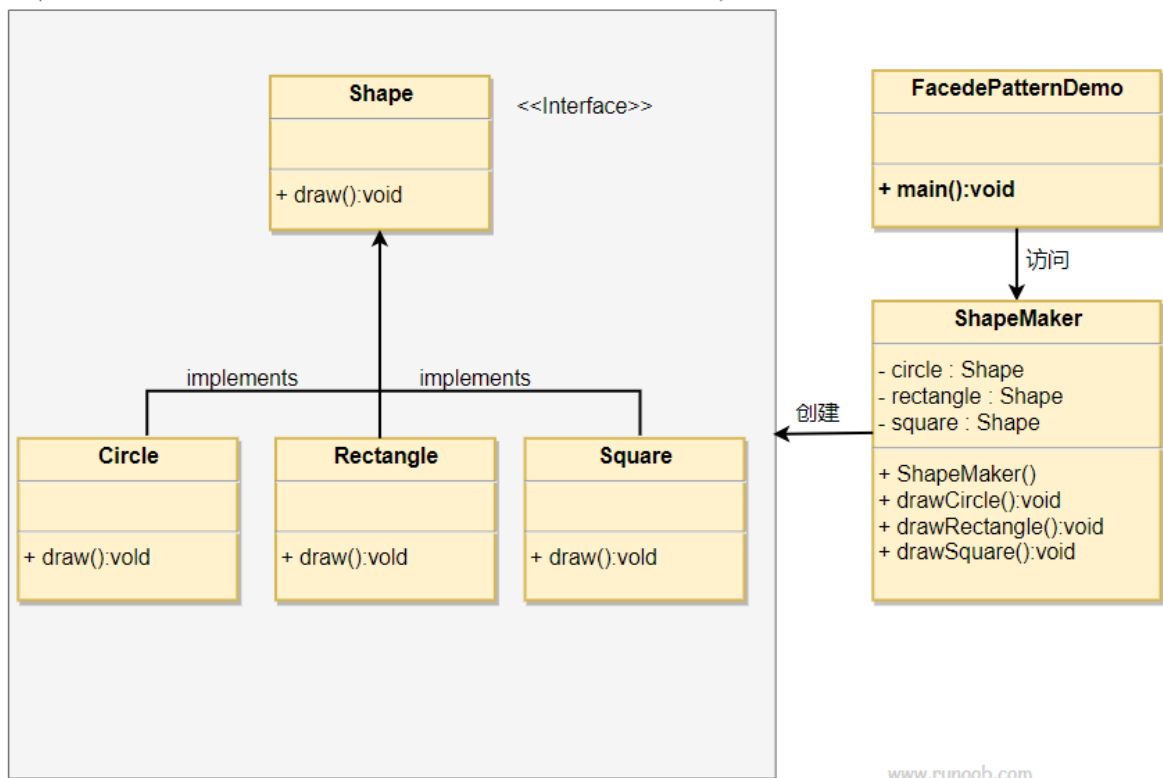 Shape
<<Interface>>
+ draw():void
implements
implements
Circle
+ draw():vold
Rectangle
+ draw():vold
Square
+ draw():vold
FacedePatternDemo
+ main():void
访问
ShapeMaker
- circle : Shape
- rectangle : Shape
- square : Shape
+ ShapeMaker()
+ drawCircle():void
+ drawRectangle():void
+ drawSquare():void
创建
www.runoob.com